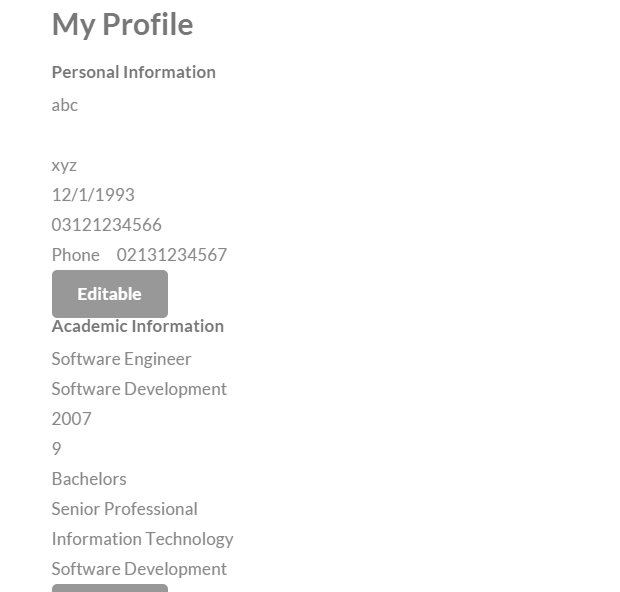 My Profile
Personal Information
abc
xyz
12/1/1993
03121234566
Phone 02131234567
Editable
Academic Information
Software Engineer
Software Development
2007
9
Bachelors
Senior Professional
Information Technology
Software Development